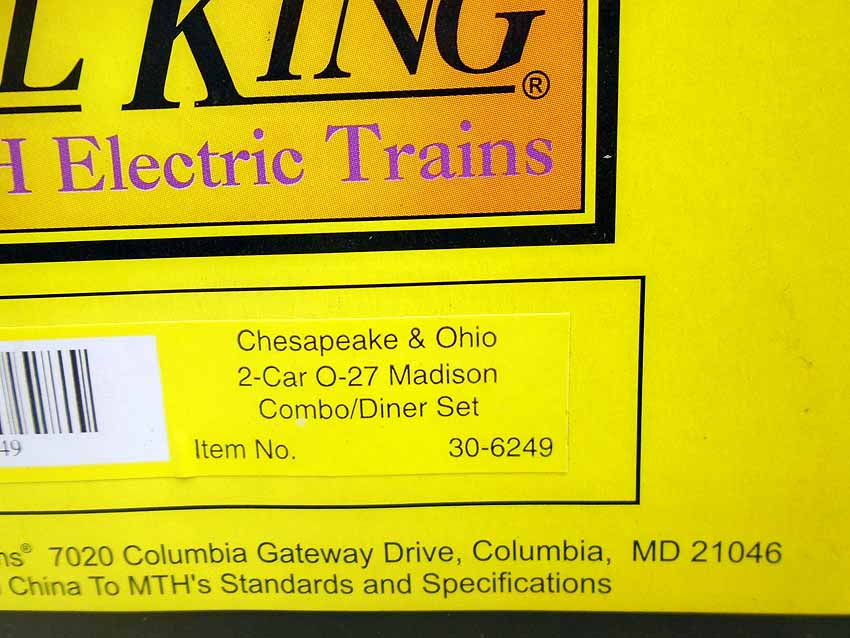 L KING®
H Electric Trains
Chesapeake & Ohio
2-Car O-27 Madison
Combo/Diner Set
49
Item No. 30-6249
ns® 7020 Columbia Gateway Drive, Columbia, MD 21046
China To MTH's Standards and Specifications